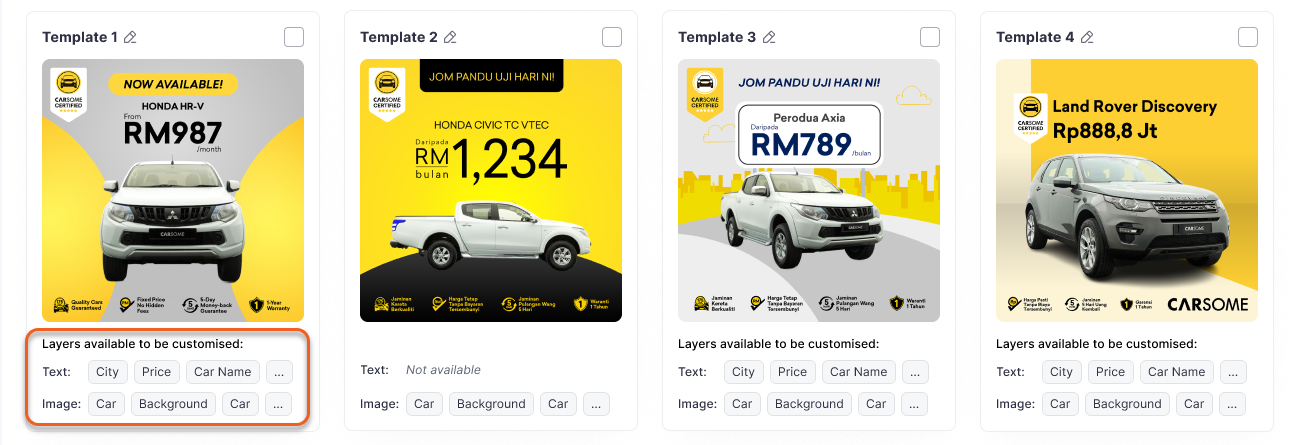 Template 1
NOW AVAILABLE!
CARSOME
CERTIFIED
HONDA HR-V
From
RM987
/month
CARSOME
Quality Cars
Guaranteed
Fixed Price
No Hidden
Fees
5-Day
Money-back
Guarantee
1-Year
Warranty
Layers available to be customised:
Text: City Price Car Name ...
Image: Car Background Car ...
Template 2
JOM PANDU UJI HARI NI!
CARSOME
CERTIFIED
HONDA CIVIC TC VTEC
Daripada
RM
bulan
1,234
Jaminan
Kereta
Berkualiti
Harga Tetap
Tanpa Bayaran
Tersembunyi
Jaminan
Pulangan Wang
5 Hari
Waranti
1 Tahun
Text: Not available
Image: Car Background Car ...
Template 3
JOM PANDU UJI HARI NI!
CARSOME
CERTIFIED
Perodua Axia
Daripada
RM789
/bulan
CARSOME
Jaminan
Kereta
Berkualiti
Harga Tetap
Tanpa Bayaran
Tersembunyi
Jaminan
Pulangan Wang
5 Hari
Waranti
1 Tahun
Layers available to be customised:
Text: City Price Car Name ...
Image: Car Background Car ...
Template 4
CARSOME
CERTIFIED
Land Rover Discovery
Rp888,8 Jt
CARSOME
Harga Pasti
Tanpa Biaya
Tersembunyi
Jaminan
5 Hari Uang
Kembali
Garansi
1 Tahun
CARSOME
Layers available to be customised:
Text: City Price Car Name ...
Image: Car Background Car ...